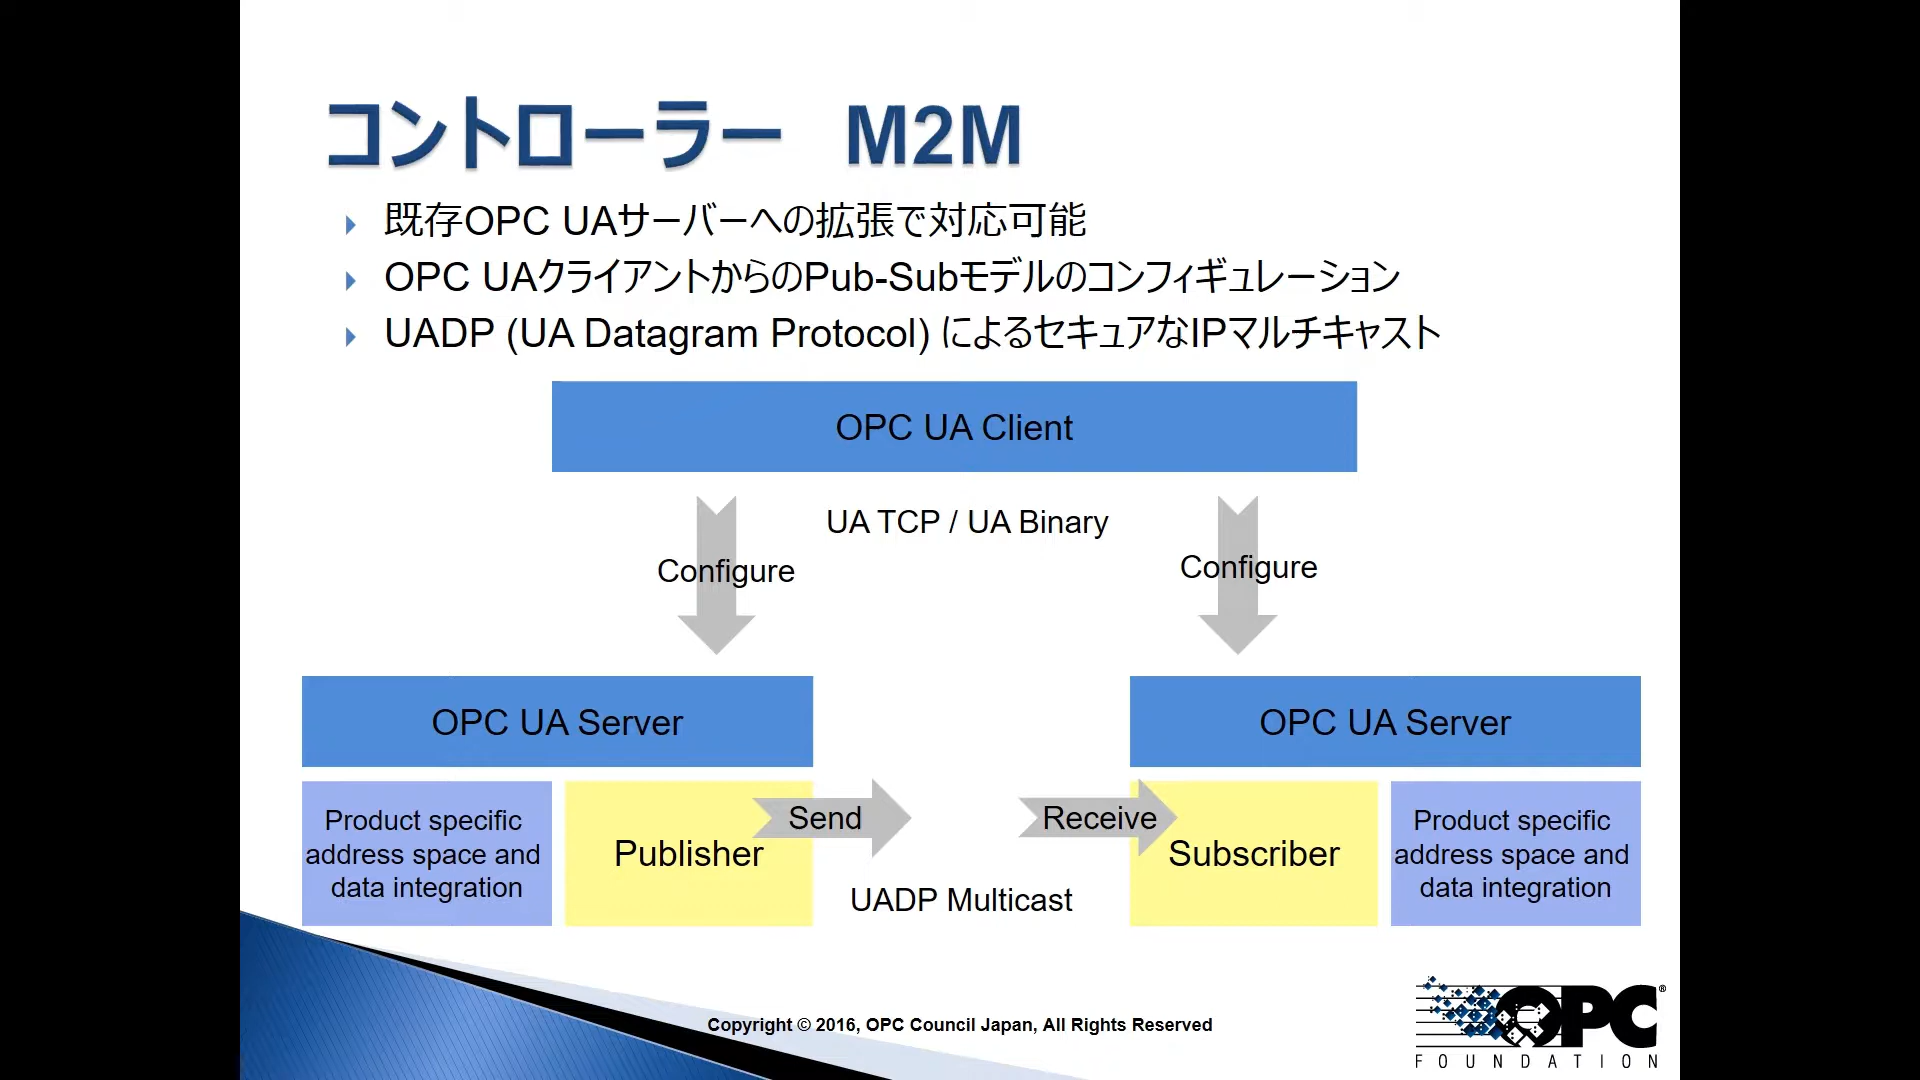 コントローラー　M2M
既存OPC UAサーバーへの拡張で対応可能
OPC UAクライアントからのPub-Subモデルのコンフィギュレーション
UADP (UA Datagram Protocol) によるセキュアなIPマルチキャスト
OPC UA Client
UA TCP / UA Binary
Configure
Configure
OPC UA Server
OPC UA Server
Product specific
address space and
data integration
Publisher
Send
UADP Multicast
Receive
Subscriber
Product specific
address space and
data integration
Copyright © 2016, OPC Council Japan, All Rights Reserved
OPC®
FOUNDATION